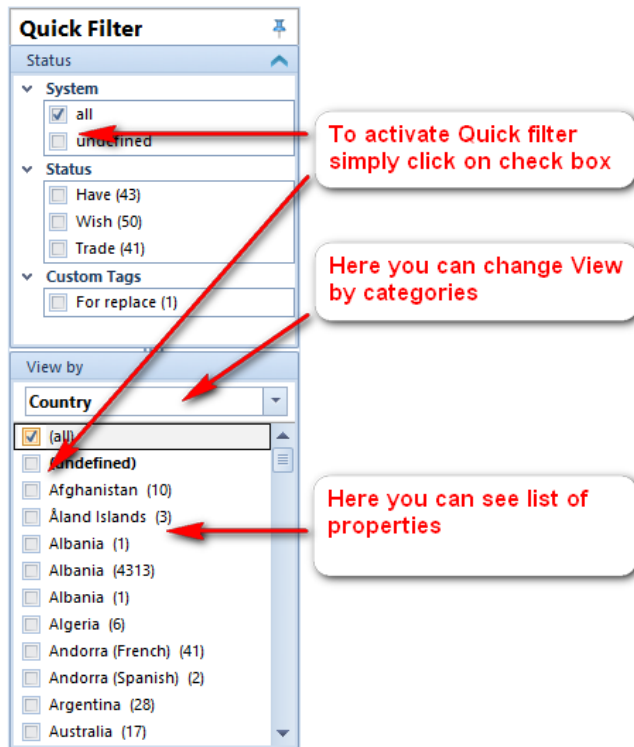 Quick Filter
Status
System
all
undefined
Status
Have (43)
Wish (50)
Trade (41)
Custom Tags
For replace (1)
View by
Country
(all)
(undefined)
Afghanistan (10)
Åland Islands (3)
Albania (1)
Albania (4313)
Albania (1)
Algeria (6)
Andorra (French) (41)
Andorra (Spanish) (2)
Argentina (28)
Australia (17)
To activate Quick filter
simply click on check box
Here you can change View
by categories
Here you can see list of
properties